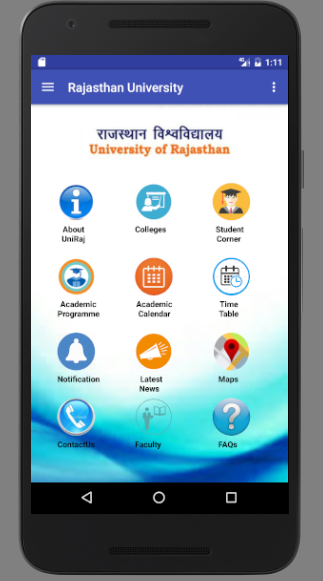 1:11
Rajasthan University
राजस्थान विश्वविद्यालय
University of Rajasthan
About
UniRaj
Colleges
Student
Corner
Academic
Programme
Academic
Calendar
Time
Table
Notification
Latest
News
Maps
ContactUs
Faculty
FAQs